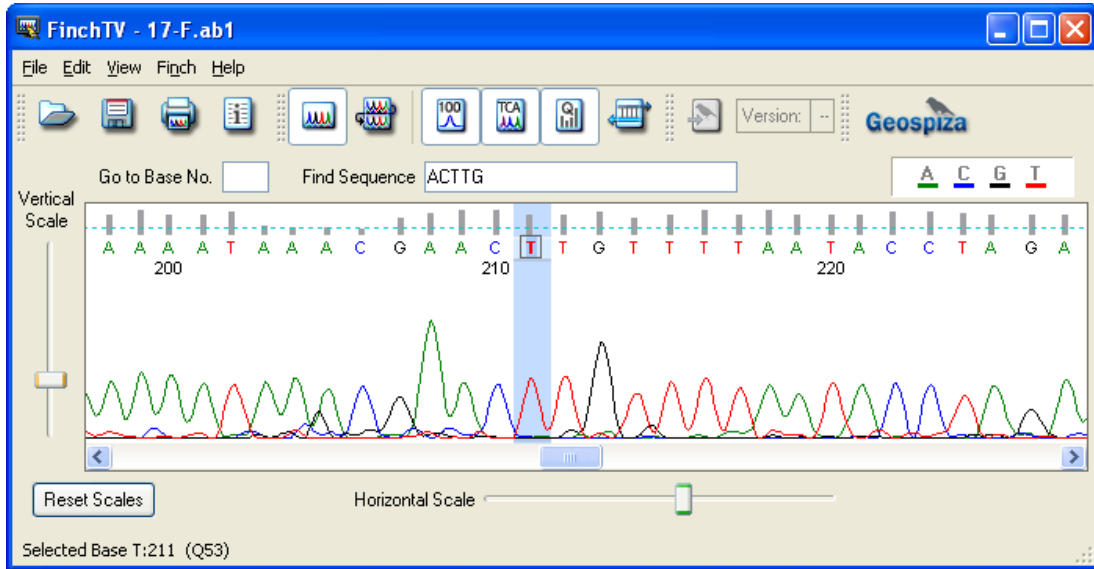 FinchTV - 17-F.ab1
File Edit View Finch Help
100 TCA Q Version: -- Geospiza
Go to Base No. Find Sequence ACTTG A C G T
Vertical
Scale
A A A A T A A A C G A A C T T G T T T T A A T A C C T A G A
200 210 220
Reset Scales Horizontal Scale
Selected Base T:211 (Q53)